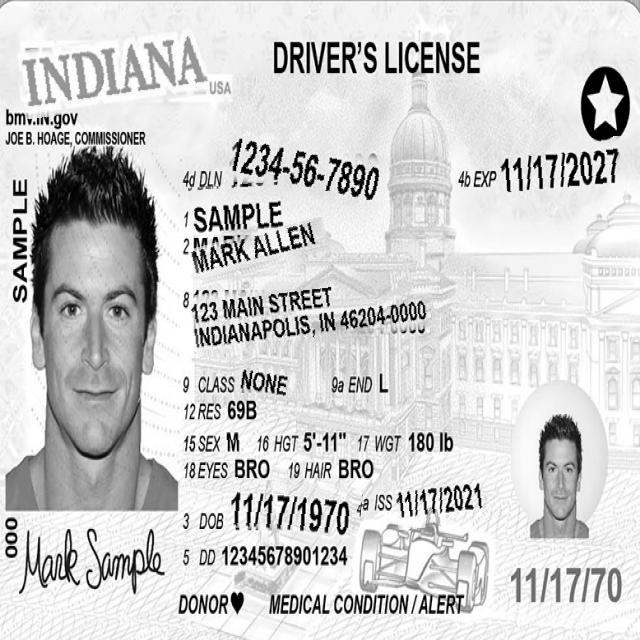 INDIANA USA
DRIVER'S LICENSE
bmv.IN.gov
JOE B. HOAGE, COMMISSIONER
SAMPLE
4d DLN 1234-56-7890
4b EXP 11/17/2027
1 SAMPLE
2 MARK ALLEN
8 123 MAIN STREET
INDIANAPOLIS, IN 46204-0000
9 CLASS NONE 9a END L
12 RES 69B
15 SEX M 16 HGT 5'-11" 17 WGT 180 lb
18 EYES BRO 19 HAIR BRO
3 DOB 11/17/1970 4a ISS 11/17/2021
5 DD 12345678901234
000
Mark Sample
DONOR♥ MEDICAL CONDITION / ALERT
11/17/70